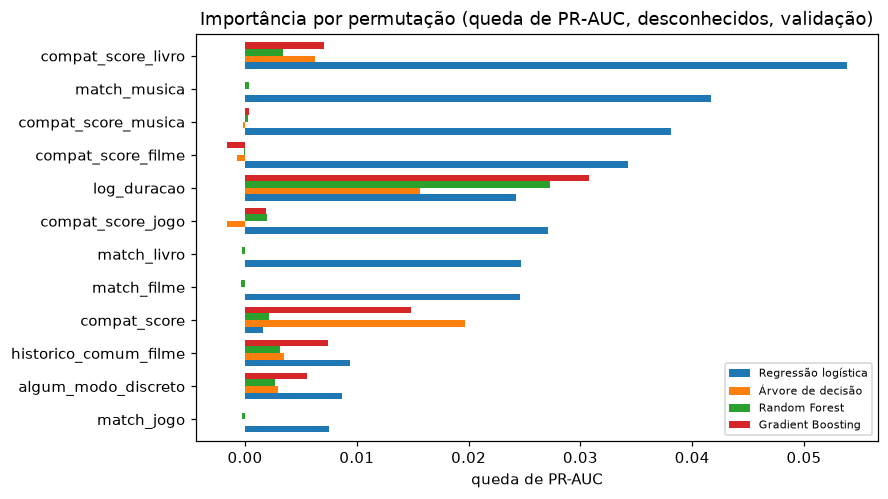 Importância por permutação (queda de PR-AUC, desconhecidos, validação)
compat_score_livro
match_musica
compat_score_musica
compat_score_filme
log_duracao
compat_score_jogo
match_livro
match_filme
compat_score
historico_comum_filme
algum_modo_discreto
match_jogo
Regressão logística
Árvore de decisão
Random Forest
Gradient Boosting
0.00 0.01 0.02 0.03 0.04 0.05
queda de PR-AUC